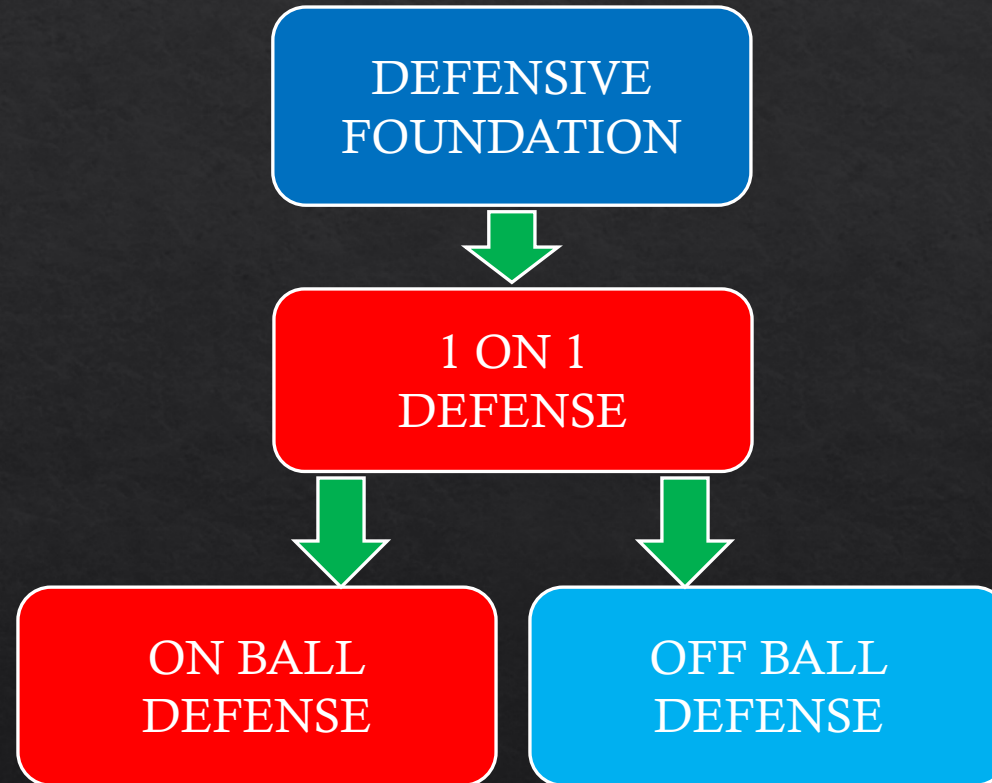 DEFENSIVE
FOUNDATION
1 ON 1
DEFENSE
ON BALL
DEFENSE
OFF BALL
DEFENSE